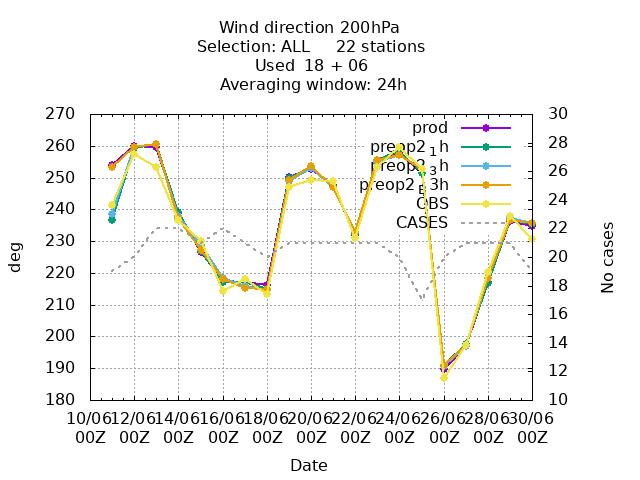 Wind direction 200hPa
Selection: ALL 22 stations
Used 18 + 06
Averaging window: 24h
270
260
250
240
230
220
210
200
190
180
deg
30
28
26
24
22
20
18
16
14
12
10
No cases
prod
preop2_1h
preop2_3h
OBS
CASES
10/06 12/06 14/06 16/06 18/06 20/06 22/06 24/06 26/06 28/06 30/06
00Z 00Z 00Z 00Z 00Z 00Z 00Z 00Z 00Z 00Z 00Z
Date